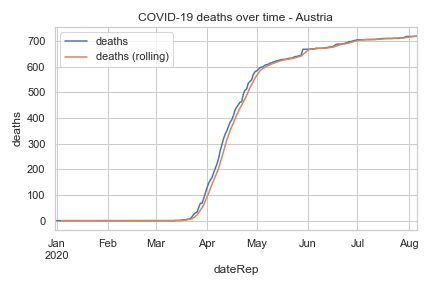 COVID-19 deaths over time - Austria
deaths
deaths (rolling)
deaths
700
600
500
400
300
200
100
0
Jan Feb Mar Apr May Jun Jul Aug
2020
dateRep